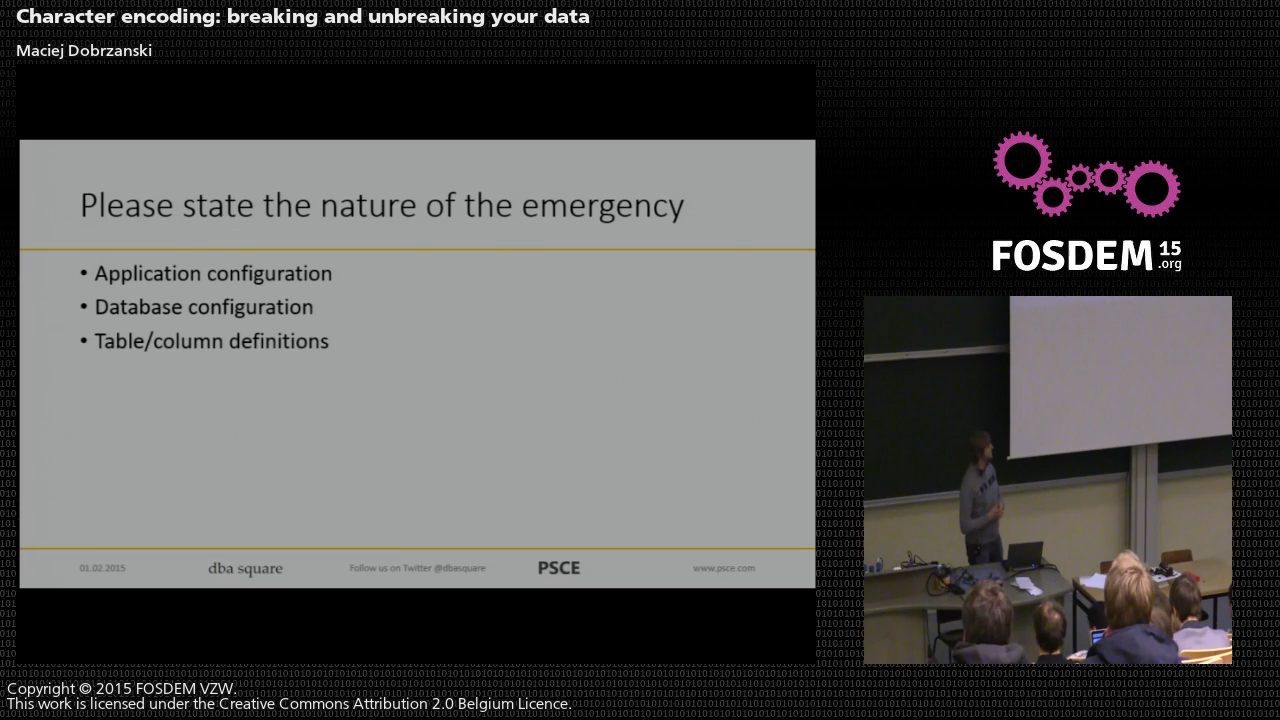 Character encoding: breaking and unbreaking your data
Maciej Dobrzanski
Please state the nature of the emergency
• Application configuration
• Database configuration
• Table/column definitions
01.02.2015 dba square Follow us on Twitter @dbasquare PSCE www.psce.com
FOSDEM 15 .org
Copyright © 2015 FOSDEM VZW.
This work is licensed under the Creative Commons Attribution 2.0 Belgium Licence.